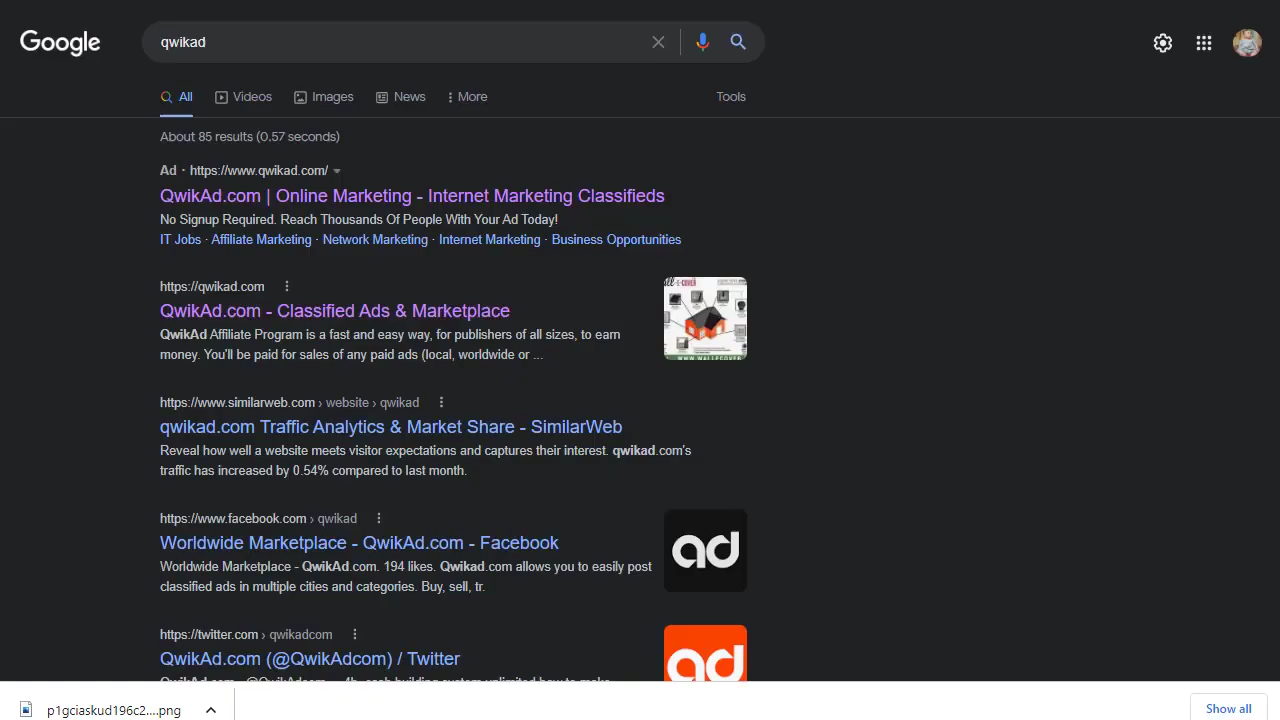 Google
qwikad
All
Videos
Images
News
More
Tools
About 85 results (0.57 seconds)
Ad · https://www.qwikad.com/
QwikAd.com | Online Marketing - Internet Marketing Classifieds
No Signup Required. Reach Thousands Of People With Your Ad Today!
IT Jobs · Affiliate Marketing · Network Marketing · Internet Marketing · Business Opportunities
https://qwikad.com
QwikAd.com - Classified Ads & Marketplace
QwikAd Affiliate Program is a fast and easy way, for publishers of all sizes, to earn
money. You'll be paid for sales of any paid ads (local, worldwide or ...
https://www.similarweb.com › website › qwikad
qwikad.com Traffic Analytics & Market Share - SimilarWeb
Reveal how well a website meets visitor expectations and captures their interest. qwikad.com's
traffic has increased by 0.54% compared to last month.
https://www.facebook.com › qwikad
Worldwide Marketplace - QwikAd.com - Facebook
Worldwide Marketplace - QwikAd.com. 194 likes. Qwikad.com allows you to easily post
classified ads in multiple cities and categories. Buy, sell, tr.
ad
https://twitter.com › qwikadcom
QwikAd.com (@QwikAdcom) / Twitter
ad
p1gciaskud196c2....png
Show all